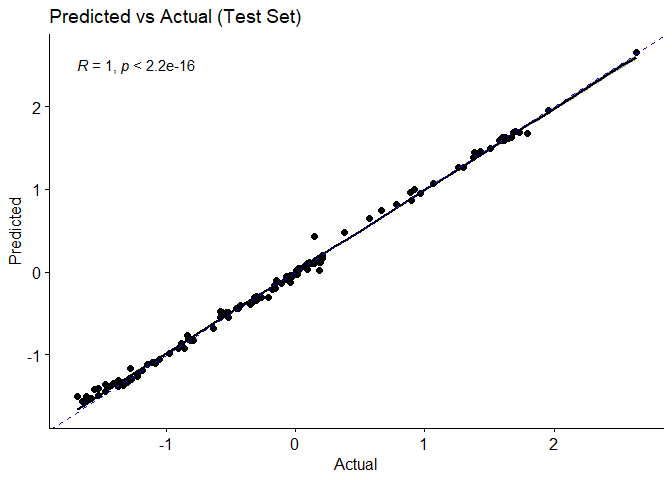 Predicted vs Actual (Test Set)
R = 1, p < 2.2e-16
2
1
0
-1
Predicted
-1 0 1 2
Actual